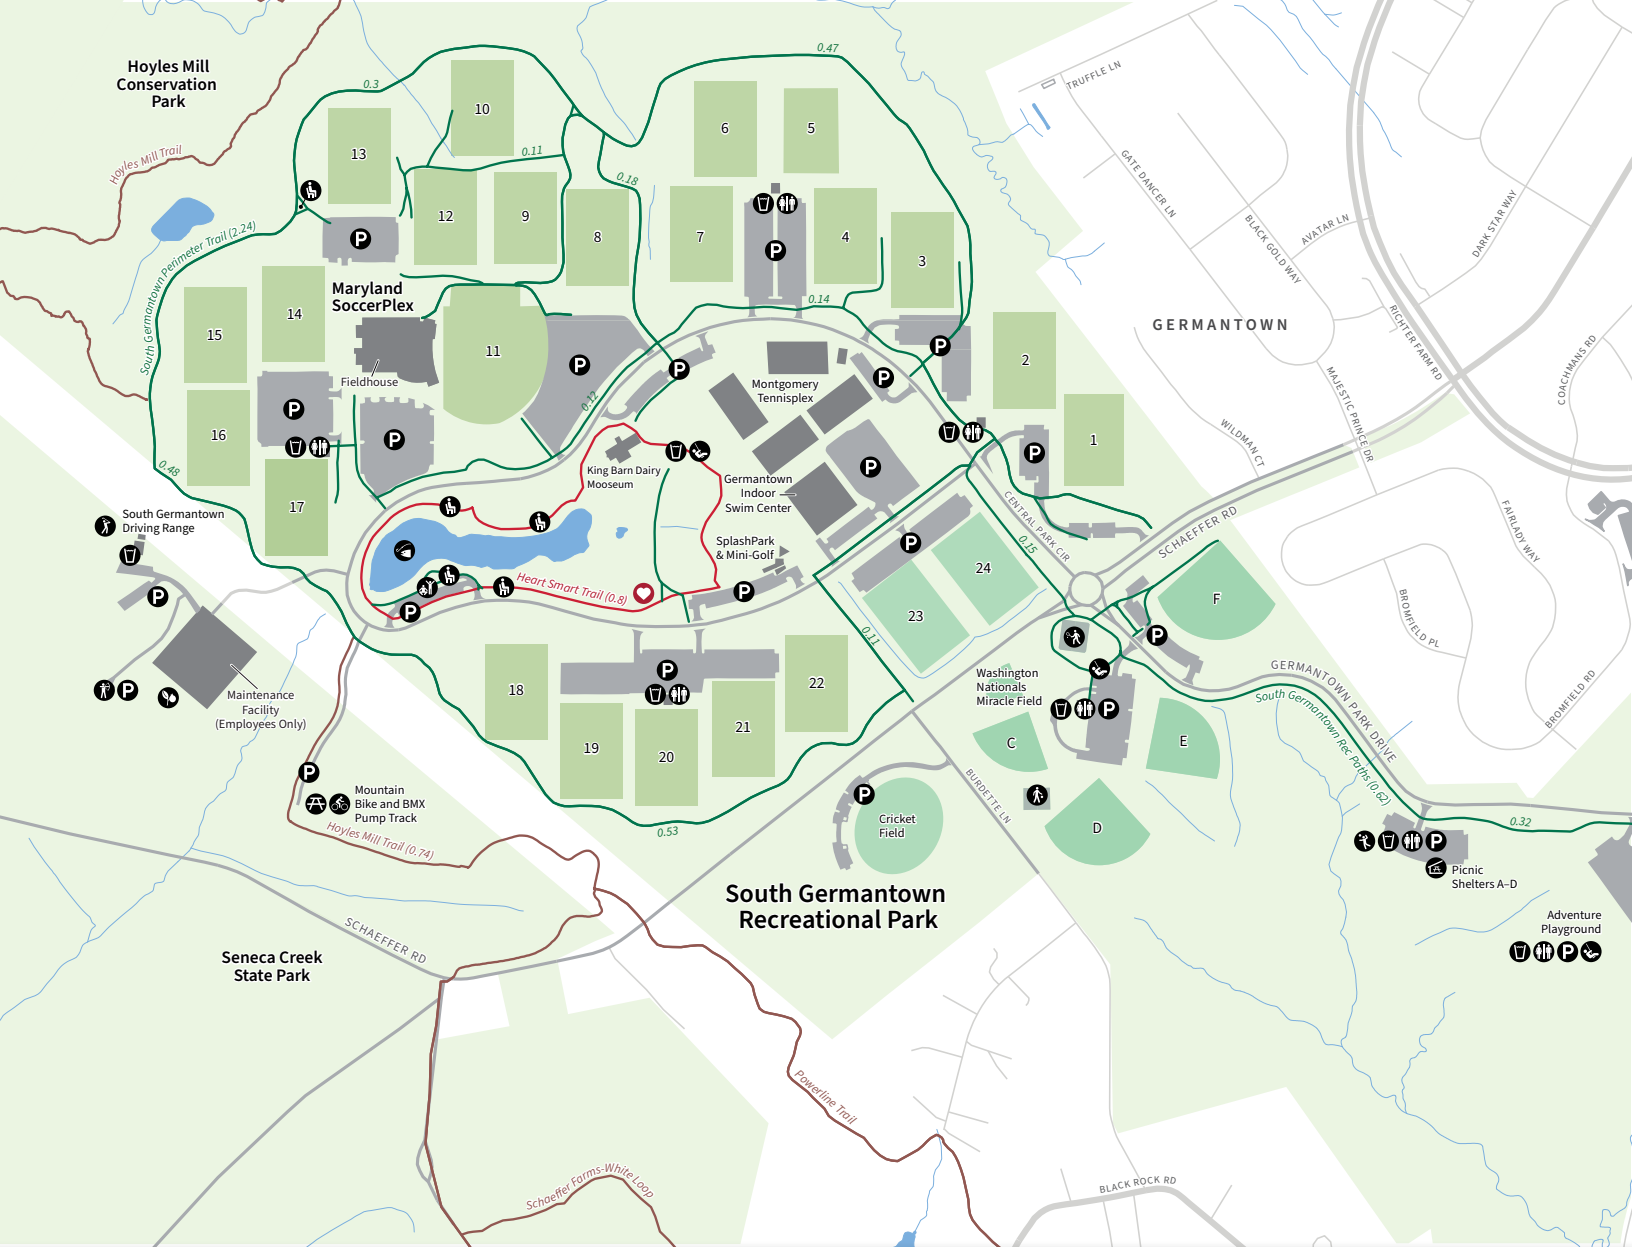 Hoyles Mill
Conservation
Park
Hoyles Mill Trail
0.3
0.47
10
13
0.11
0.18
12
9
8
6
5
7
4
3
P
P
TRUFFLE LN
GATE DANCER LN
BLACK GOLD WAY
AVATAR LN
DARK STAR WAY
South Germantown Perimeter Trail (2.24)
Maryland
SoccerPlex
0.14
GERMANTOWN
RICHTER FARM RD
COACHMANS RD
15
14
11
P
P
P
P
2
Fieldhouse
Montgomery
Tennisplex
MAJESTIC PRINCE DR
16
P
P
0.12
1
WILDMAN CT
0.48
17
King Barn Dairy
Mooseum
Germantown
Indoor
Swim Center
P
P
South Germantown
Driving Range
CENTRAL PARK CIR
SCHAEFFER RD
FAIRLADY WAY
SplashPark
& Mini-Golf
P
0.15
24
P
Heart Smart Trail (0.8)
P
P
23
F
BROMFIELD PL
0.11
P
P
Maintenance
Facility
(Employees Only)
18
P
22
Washington
Nationals
Miracle Field
P
GERMANTOWN PARK DRIVE
South Germantown Rec Paths (0.62)
BROMFIELD RD
19
20
21
C
E
P
Mountain
Bike and BMX
Pump Track
Hoyles Mill Trail (0.74)
0.53
P
Cricket
Field
BURDETTE LN
D
0.32
P
Picnic
Shelters A–D
South Germantown
Recreational Park
Adventure
Playground
P
SCHAEFFER RD
Seneca Creek
State Park
Powerline Trail
Schaeffer Farms-White Loop
BLACK ROCK RD